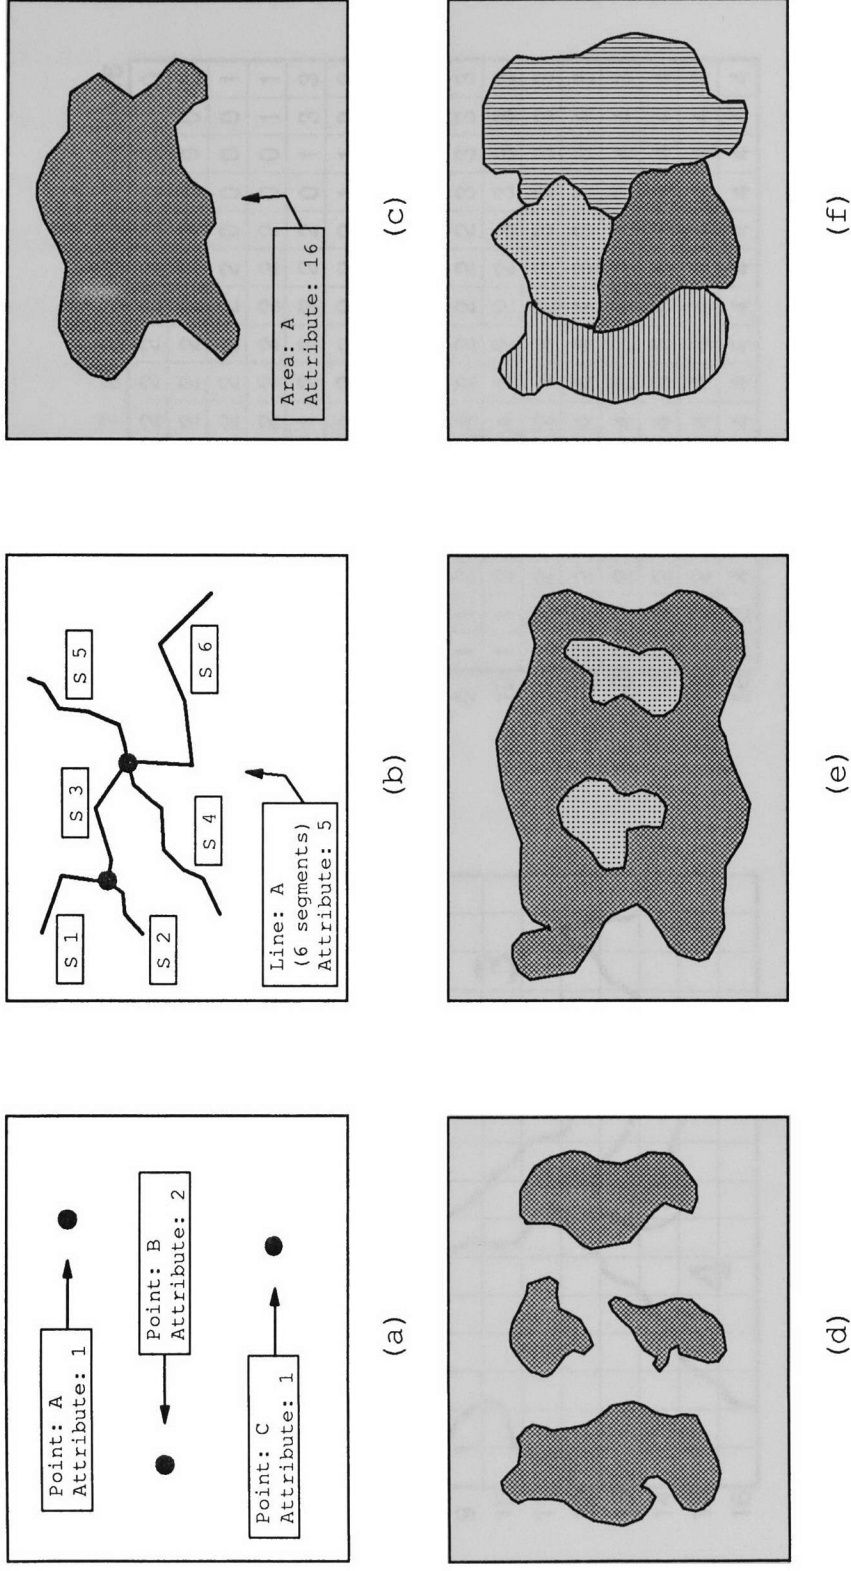 Point: A
Attribute: 1
Point: B
Attribute: 2
Point: C
Attribute: 1
(a)
S 1
S 2
S 3
S 4
S 5
S 6
Line: A
(6 segments)
Attribute: 5
(b)
Area: A
Attribute: 16
(c)
(d)
(e)
(f)